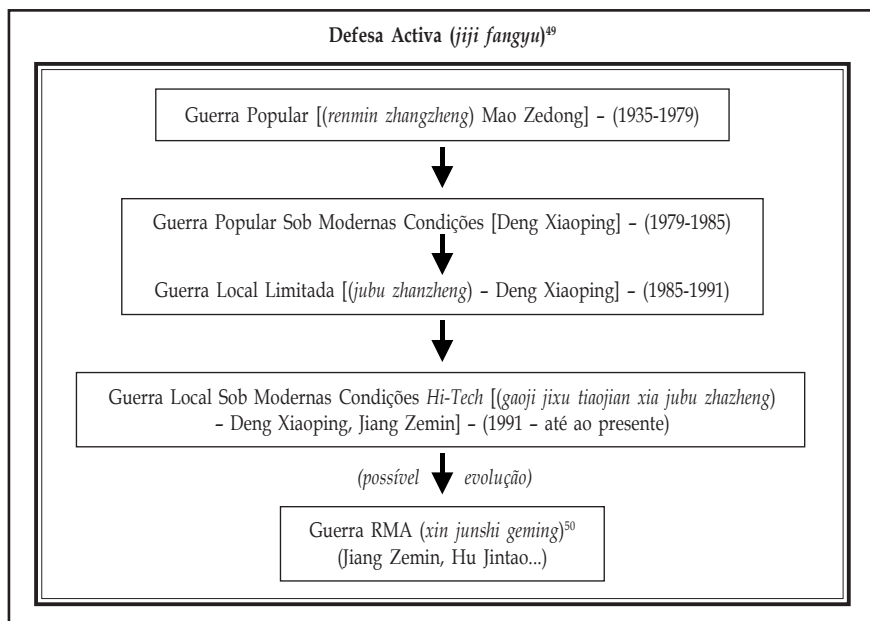 Defesa Activa (jiji fangyu)⁴⁹
Guerra Popular [(renmin zhangzheng) Mao Zedong] – (1935-1979)
Guerra Popular Sob Modernas Condições [Deng Xiaoping] – (1979-1985)
Guerra Local Limitada [(jubu zhanzheng) – Deng Xiaoping] – (1985-1991)
Guerra Local Sob Modernas Condições Hi-Tech [(gaoji jixu tiaojian xia jubu zhazheng)
– Deng Xiaoping, Jiang Zemin] – (1991 – até ao presente)
(possível evolução)
Guerra RMA (xin junshi geming)⁵⁰
(Jiang Zemin, Hu Jintao...)